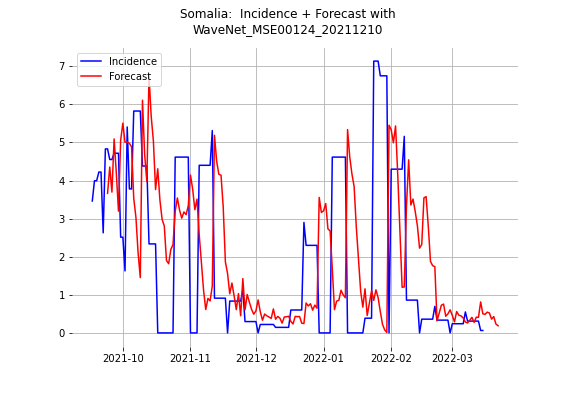 Somalia:  Incidence + Forecast with
WaveNet_MSE00124_20211210
Incidence
Forecast
7
6
5
4
3
2
1
0
2021-10 2021-11 2021-12 2022-01 2022-02 2022-03